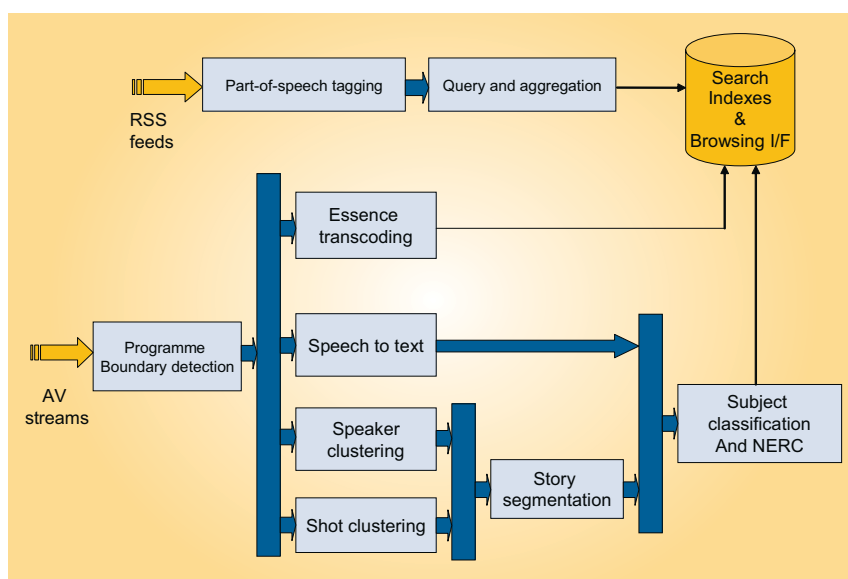 Part-of-speech tagging
Query and aggregation
Search
Indexes
&
Browsing I/F
RSS
feeds
Essence
transcoding
Speech to text
Programme
Boundary detection
AV
streams
Speaker
clustering
Story
segmentation
Shot clustering
Subject
classification
And NERC